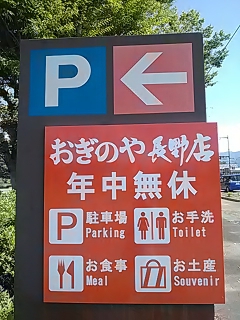 P
おぎのや長野店
年中無休
P 駐車場 お手洗
Parking Toilet
お食事 お土産
Meal Souvenir